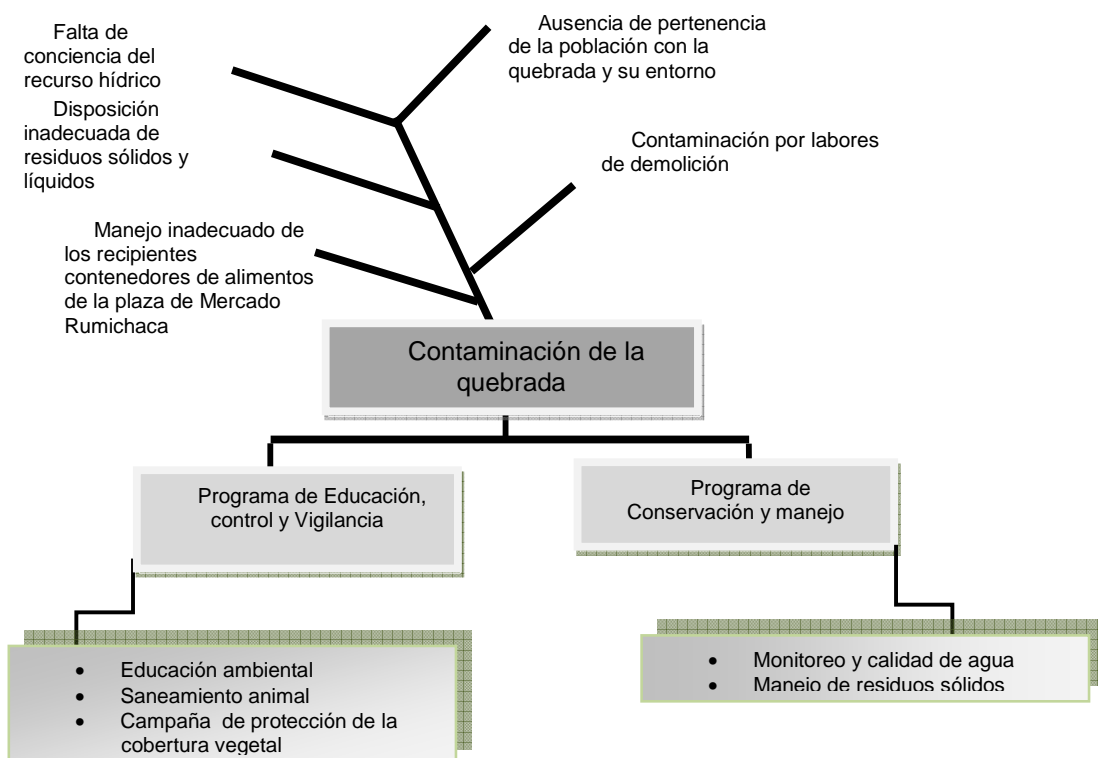 Falta de
conciencia del
recurso hídrico
Disposición
inadecuada de
residuos sólidos y
líquidos
Manejo inadecuado de
los recipientes
contenedores de alimentos
de la plaza de Mercado
Rumichaca
Ausencia de pertenencia
de la población con la
quebrada y su entorno
Contaminación por labores
de demolición
Contaminación de la
quebrada
Programa de Educación,
control y Vigilancia
Programa de
Conservación y manejo
• Educación ambiental
• Saneamiento animal
• Campaña de protección de la
cobertura vegetal
• Monitoreo y calidad de agua
• Manejo de residuos sólidos